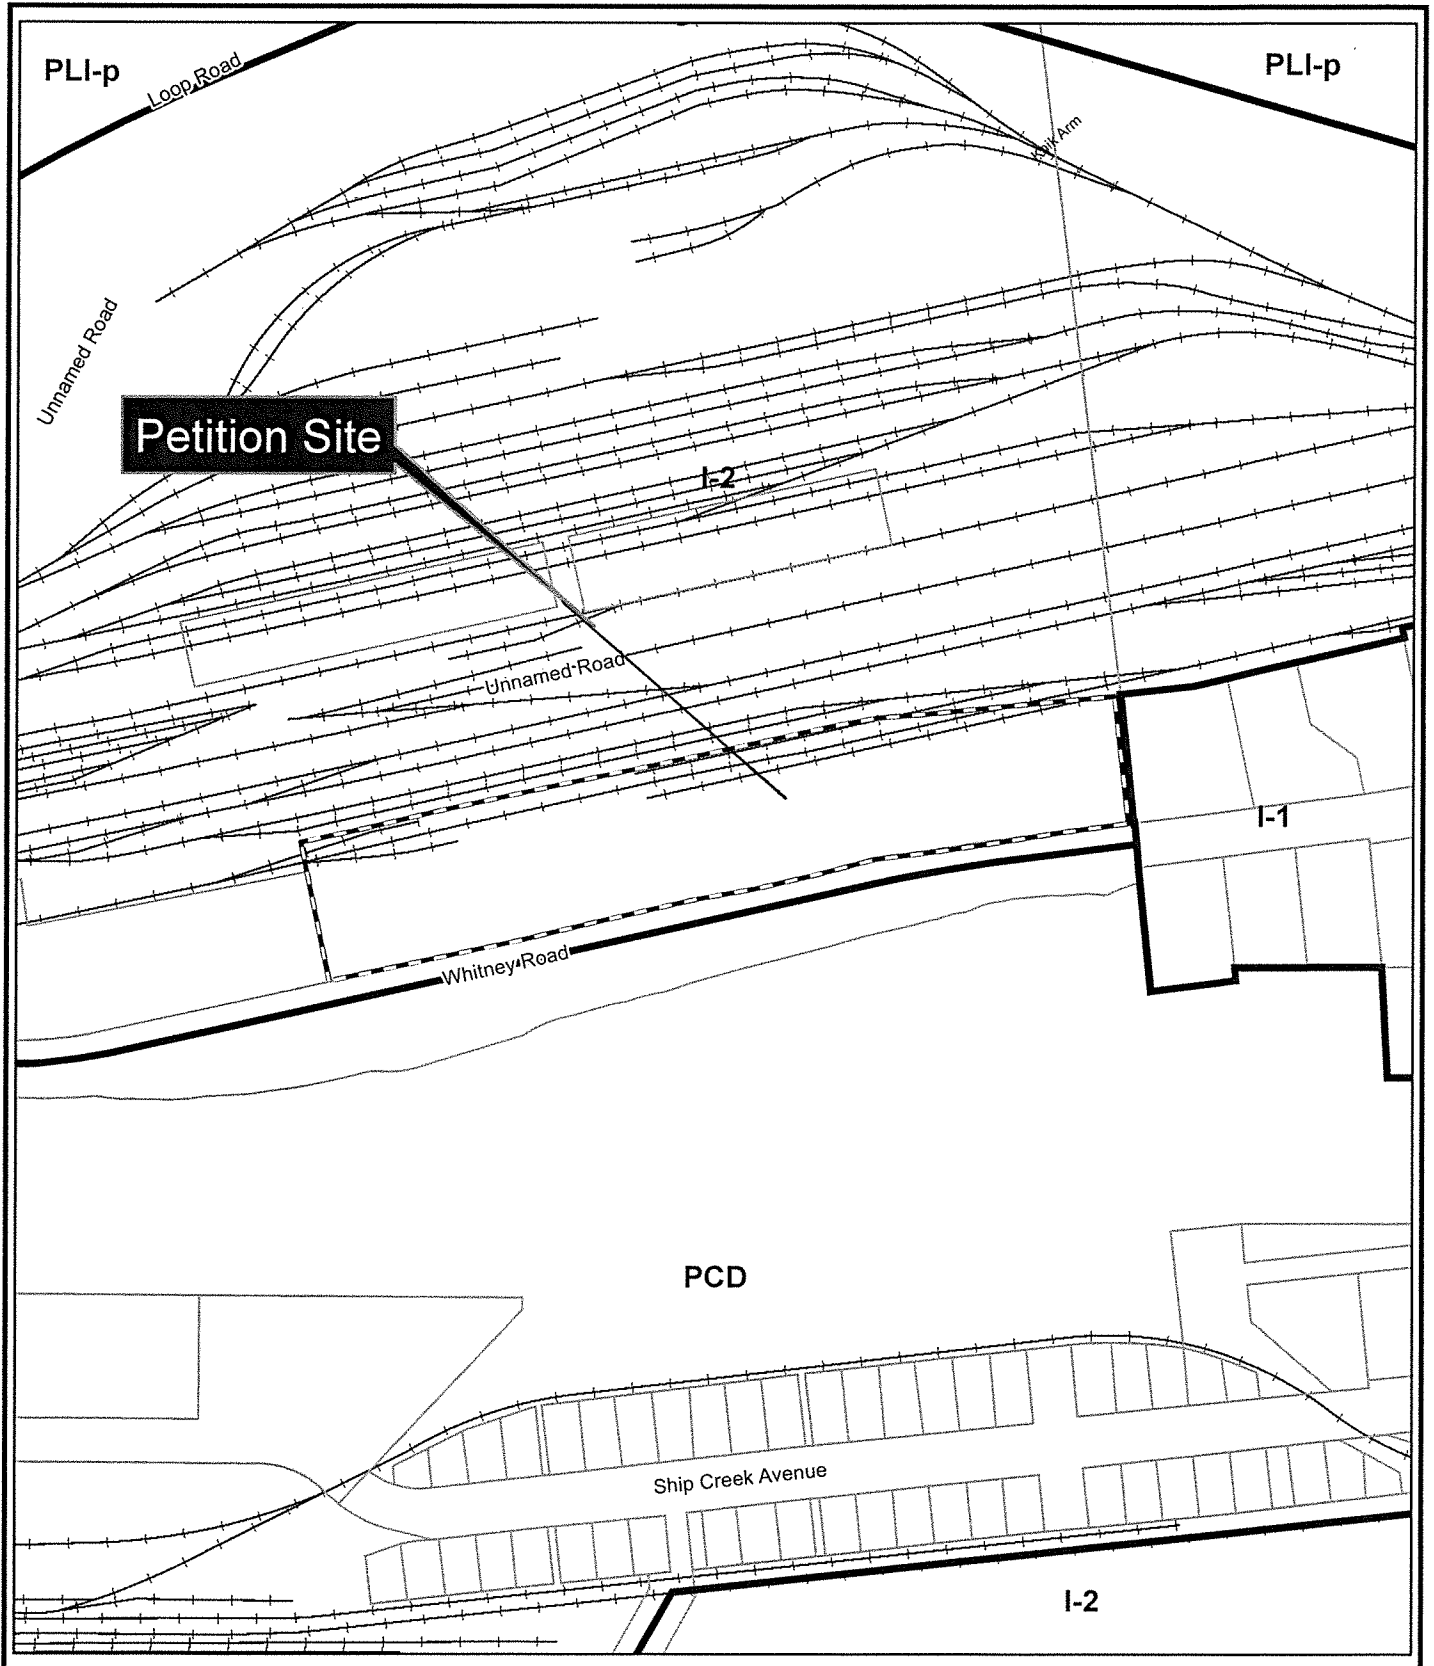 PLI-p
Loop Road
PLI-p
Knik Arm
Unnamed Road
Petition Site
I-2
Unnamed Road
I-1
Whitney Road
PCD
Ship Creek Avenue
I-2